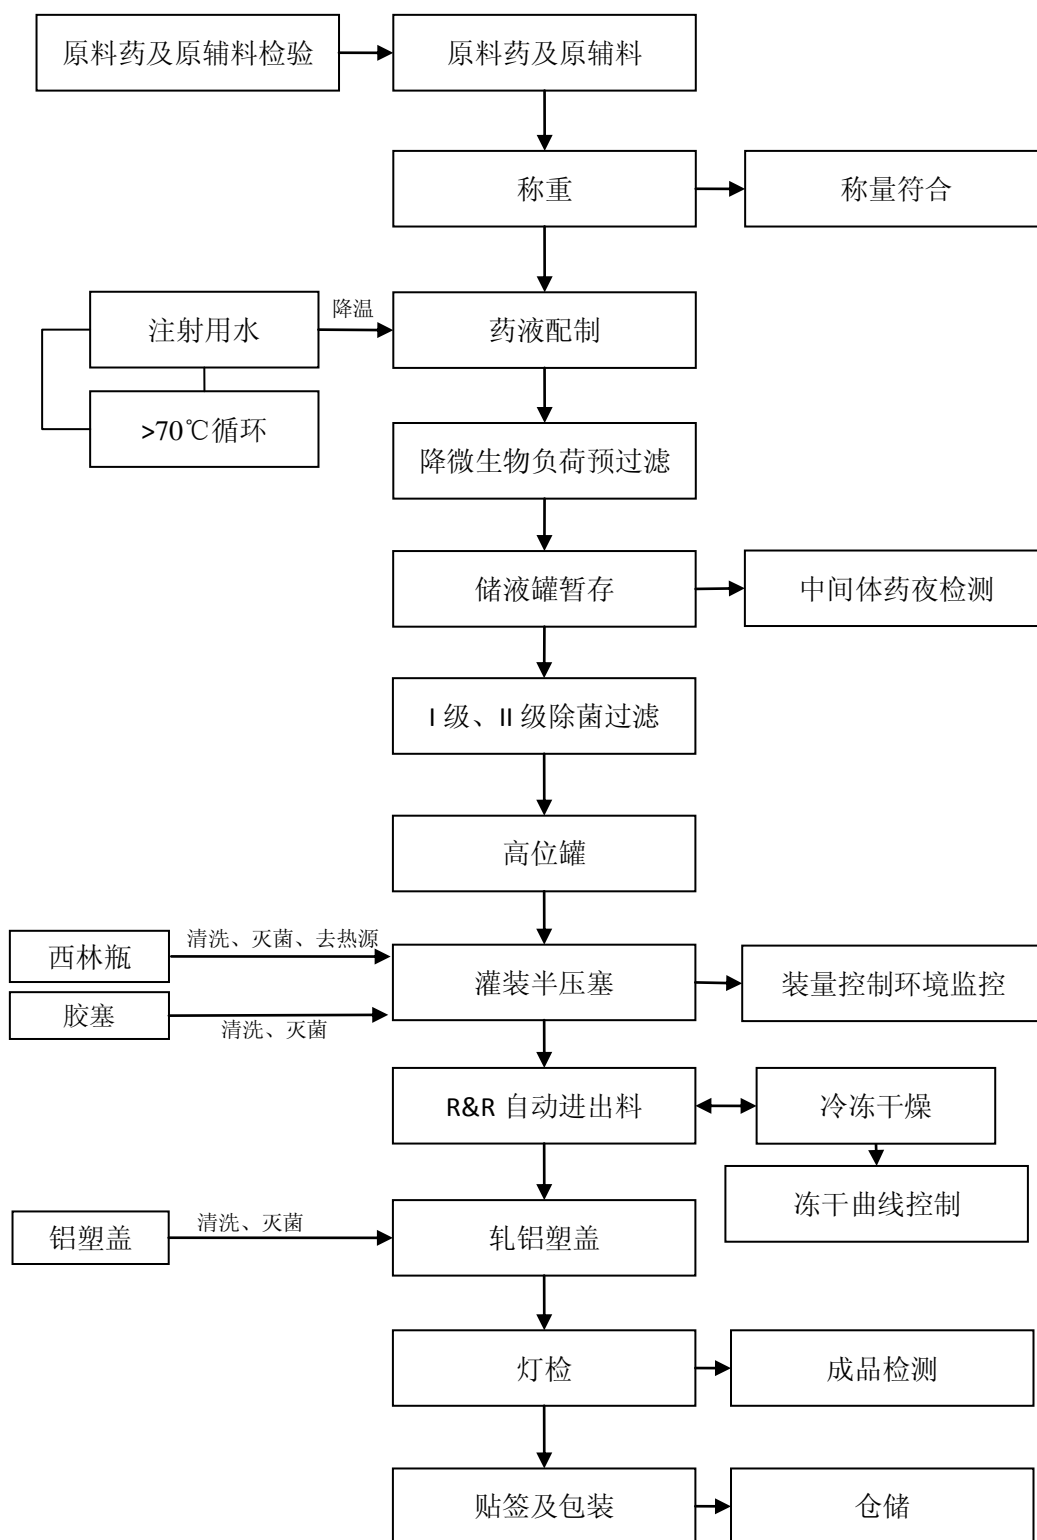 原料药及原辅料检验
原料药及原辅料
称重
称量符合
注射用水
降温
药液配制
>70℃循环
降微生物负荷预过滤
储液罐暂存
中间体药夜检测
I 级、II 级除菌过滤
高位罐
西林瓶
清洗、灭菌、去热源
灌装半压塞
装量控制环境监控
胶塞
清洗、灭菌
R&R 自动进出料
冷冻干燥
冻干曲线控制
铝塑盖
清洗、灭菌
轧铝塑盖
灯检
成品检测
贴签及包装
仓储